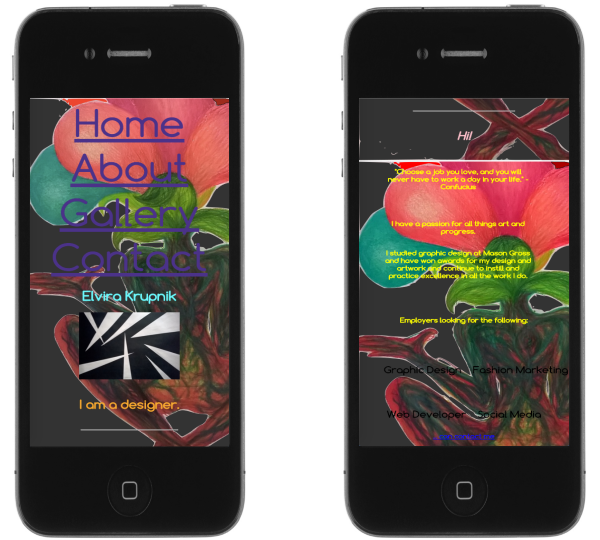 Home
About
Gallery
Contact
Elvira Krupnik
I am a designer.
Hi!
"Choose a job you love, and you will
never have to work a day in your life." -
Confucius
I have a passion for all things art and
progress.
I studied graphic design at Mason Gross
and have won awards for my design and
artwork and continue to instill and
practice excellence in all the work I do.
Employers looking for the following:
Graphic Design Fashion Marketing
Web Developer Social Media